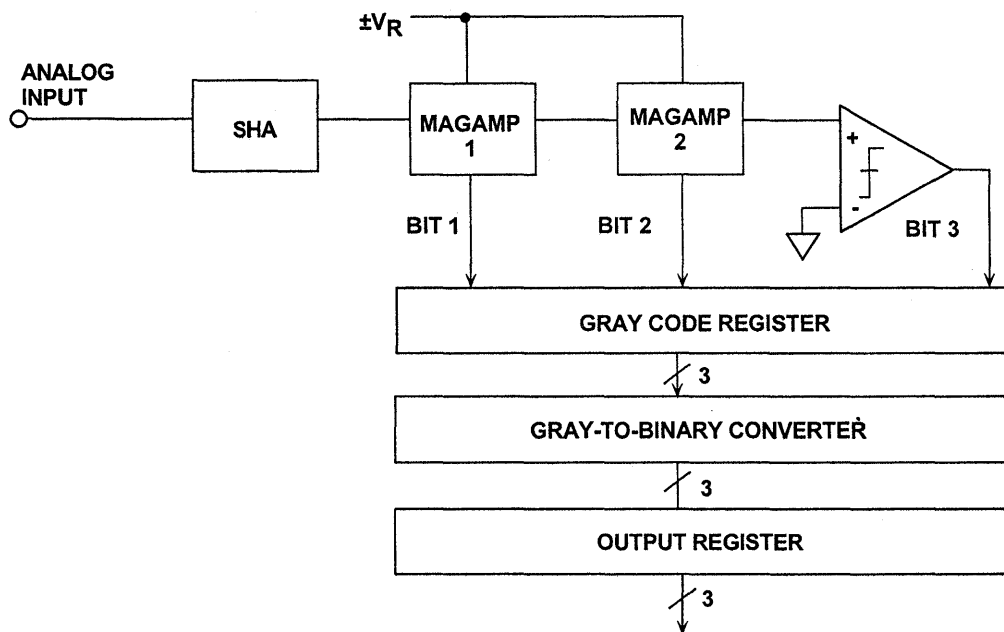 ±VR
ANALOG
INPUT
SHA
MAGAMP
1
MAGAMP
2
+
-
BIT 1
BIT 2
BIT 3
GRAY CODE REGISTER
3
GRAY-TO-BINARY CONVERTER
3
OUTPUT REGISTER
3